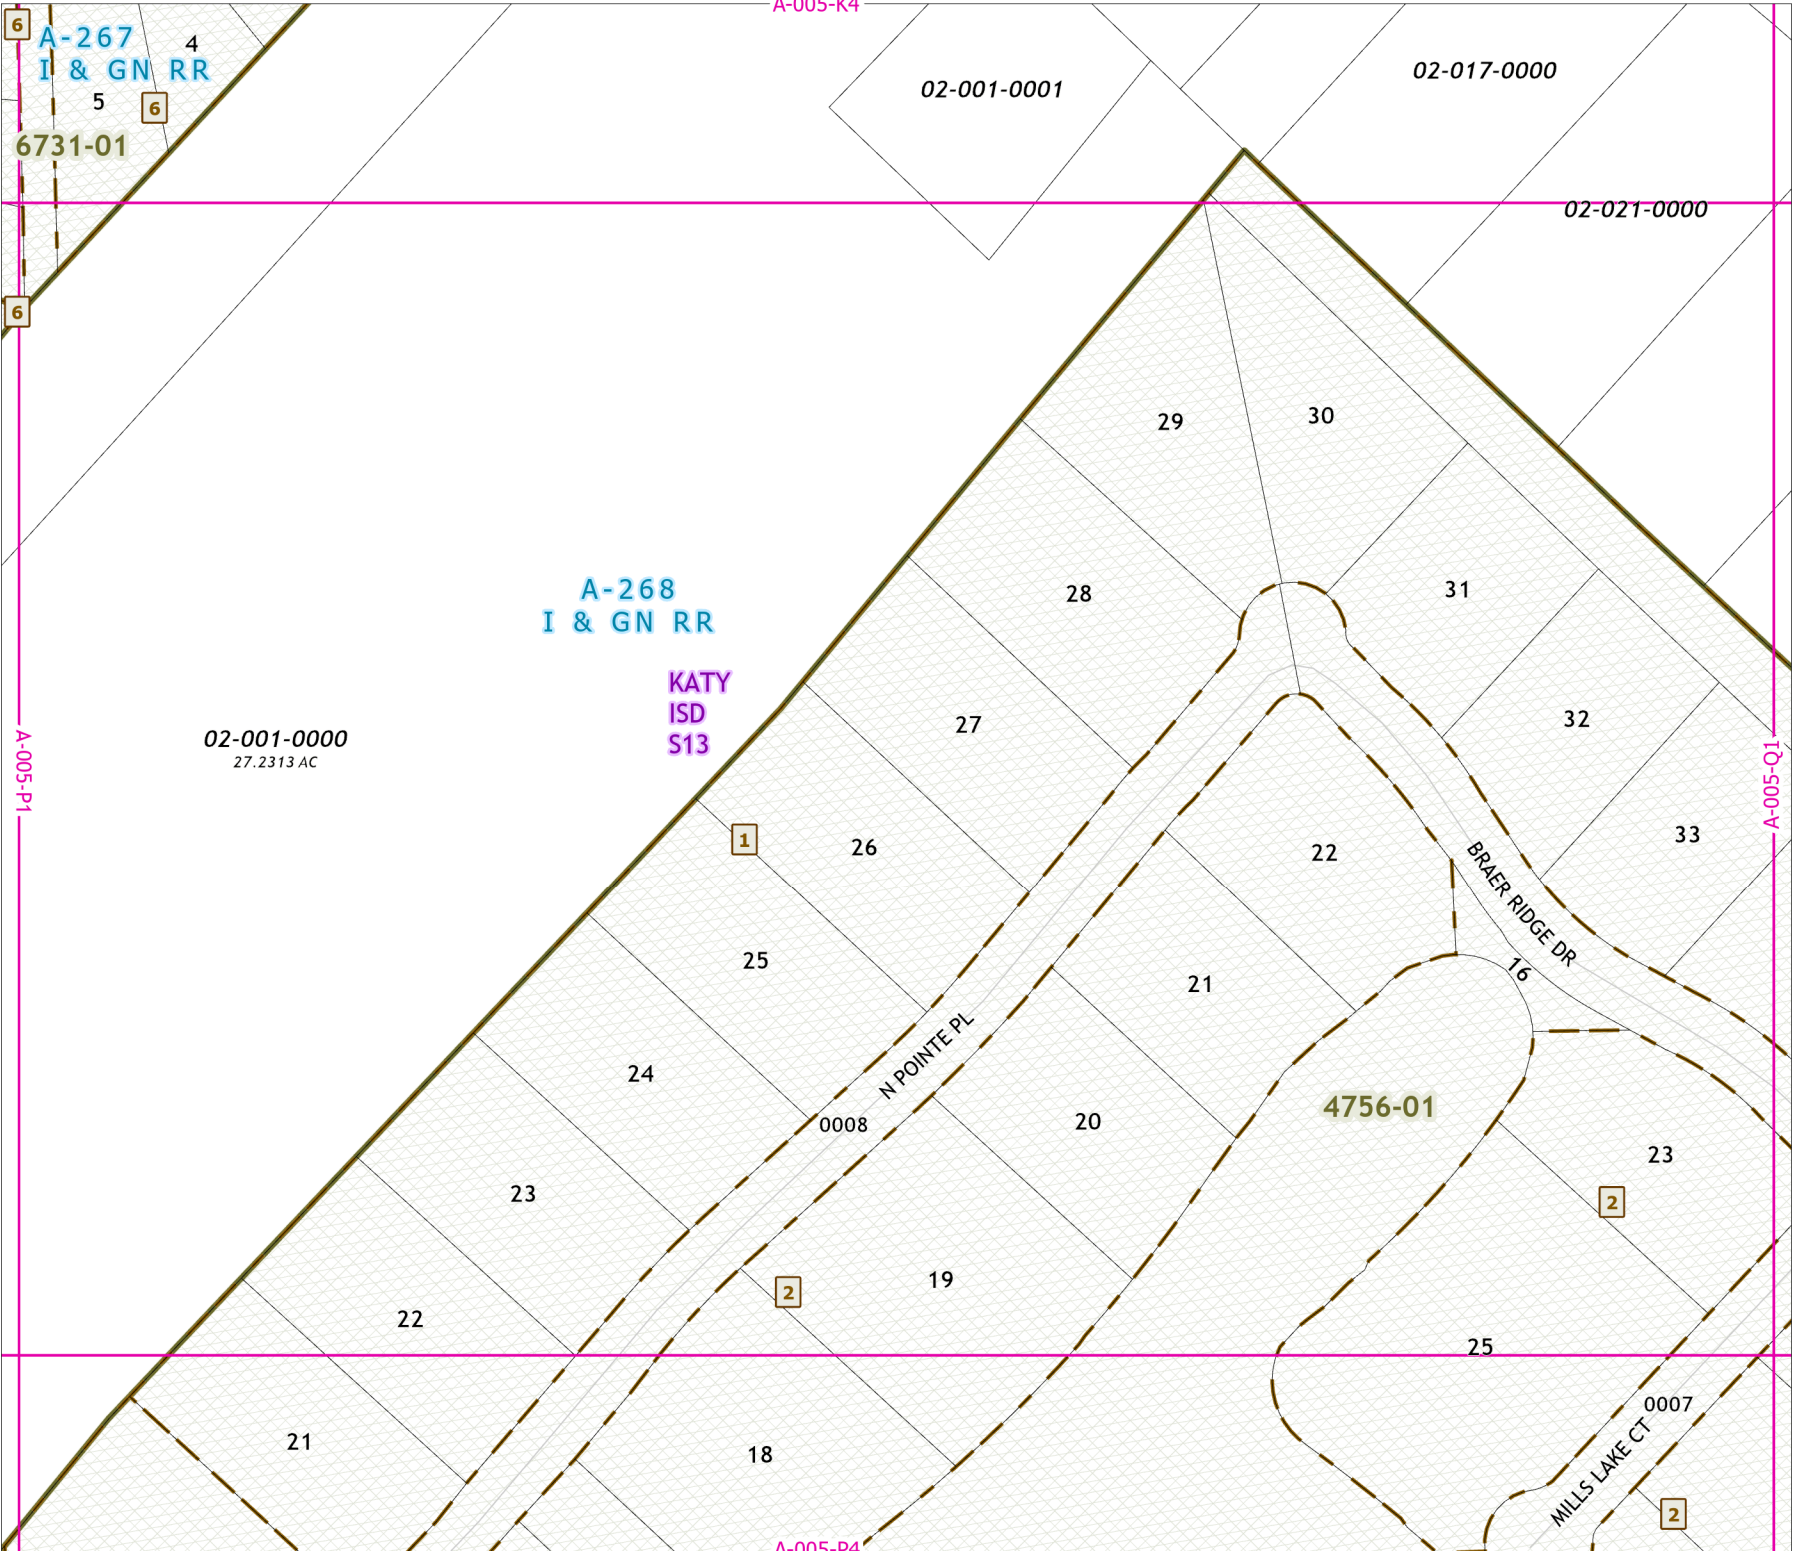 A-005-K4
6
A-267
I & GN RR
4
5
6
6731-01
6
02-001-0001
02-017-0000
02-021-0000
29
30
28
31
A-268
I & GN RR
KATY
ISD
S13
27
32
02-001-0000
27.2313 AC
A-005-P1
A-005-Q1
1
26
22
33
BRAER RIDGE DR
25
21
16
24
N POINTE PL
0008
20
4756-01
23
23
2
19
2
22
25
0007
MILLS LAKE CT
21
18
2
A-005-P4